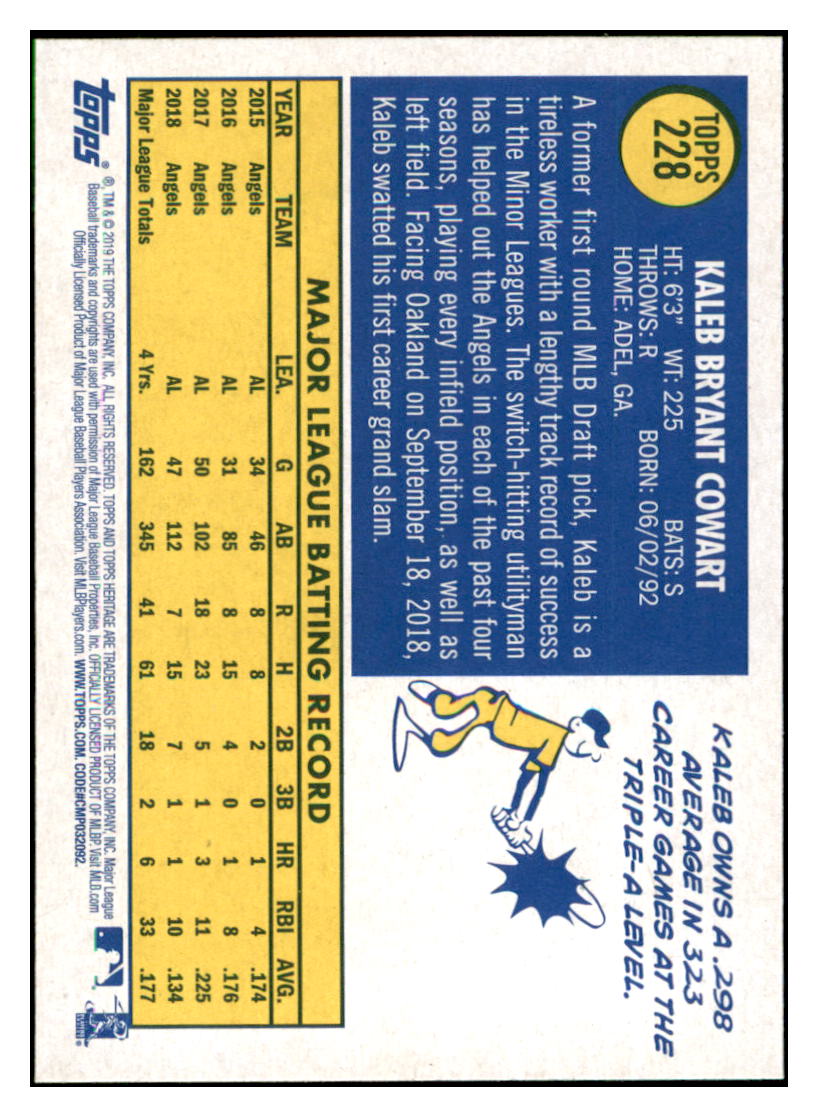 TOPPS
228
KALEB BRYANT COWART
HT: 6'3" WT: 225 BATS: S
THROWS: R BORN: 06/02/92
HOME: ADEL, GA.
A former first round MLB Draft pick, Kaleb is a
tireless worker with a lengthy track record of success
in the Minor Leagues. The switch-hitting utilityman
has helped out the Angels in each of the past four
seasons, playing every infield position, as well as
left field. Facing Oakland on September 18, 2018,
Kaleb swatted his first career grand slam.
KALEB OWNS A .298
AVERAGE IN 323
CAREER GAMES AT THE
TRIPLE-A LEVEL.
MAJOR LEAGUE BATTING RECORD
YEAR TEAM LEA. G AB R H 2B 3B HR RBI AVG.
2015 Angels AL 34 46 8 8 2 0 1 4 .174
2016 Angels AL 31 85 8 15 4 0 1 8 .176
2017 Angels AL 50 102 18 23 5 1 3 11 .225
2018 Angels AL 47 112 7 15 7 1 1 10 .134
Major League Totals 4 Yrs. 162 345 41 61 18 2 6 33 .177
topps®
®, TM & © 2019 THE TOPPS COMPANY, INC. ALL RIGHTS RESERVED. TOPPS AND TOPPS HERITAGE ARE TRADEMARKS OF THE TOPPS COMPANY, INC. Major League
Baseball trademarks and copyrights are used with permission of Major League Baseball Properties, Inc. OFFICIALLY LICENSED PRODUCT OF MLBP. Visit MLB.com
Officially Licensed Product of Major League Baseball Players Association. Visit MLBPlayers.com. WWW.TOPPS.COM. CODE#CMP032092.